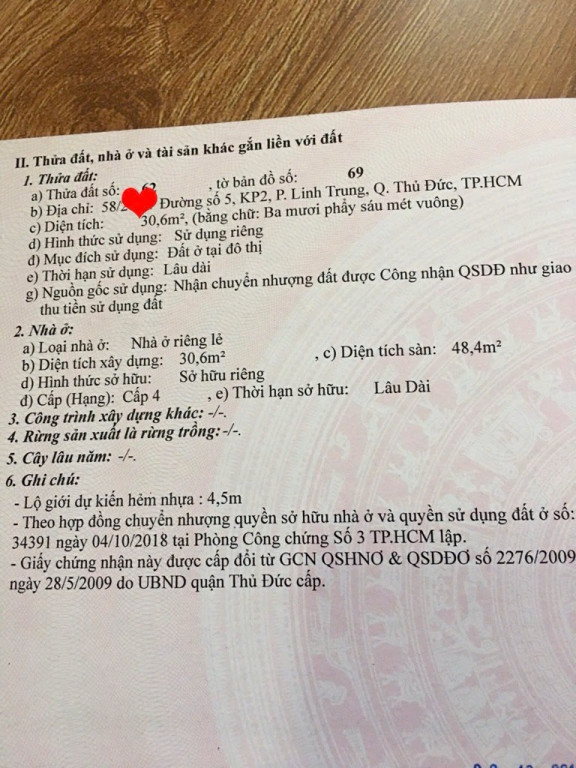 II. Thửa đất, nhà ở và tài sản khác gắn liền với đất
1. Thửa đất:
a) Thửa đất số: , tờ bản đồ số: 69
b) Địa chỉ: 58/ Đường số 5, KP2, P. Linh Trung, Q. Thủ Đức, TP.HCM
c) Diện tích: 30,6m², (bằng chữ: Ba mươi phẩy sáu mét vuông)
d) Hình thức sử dụng: Sử dụng riêng
đ) Mục đích sử dụng: Đất ở tại đô thị
e) Thời hạn sử dụng: Lâu dài
g) Nguồn gốc sử dụng: Nhận chuyển nhượng đất được Công nhận QSDĐ như giao
thu tiền sử dụng đất
2. Nhà ở:
a) Loại nhà ở: Nhà ở riêng lẻ
b) Diện tích xây dựng: 30,6m² , c) Diện tích sàn: 48,4m²
d) Hình thức sở hữu: Sở hữu riêng
đ) Cấp (Hạng): Cấp 4 , e) Thời hạn sở hữu: Lâu Dài
3. Công trình xây dựng khác: -/-.
4. Rừng sản xuất là rừng trồng: -/-.
5. Cây lâu năm: -/-.
6. Ghi chú:
- Lộ giới dự kiến hẻm nhựa : 4,5m
- Theo hợp đồng chuyển nhượng quyền sở hữu nhà ở và quyền sử dụng đất ở số:
34391 ngày 04/10/2018 tại Phòng Công chứng Số 3 TP.HCM lập.
- Giấy chứng nhận này được cấp đổi từ GCN QSHNƠ & QSDĐƠ số 2276/2009
ngày 28/5/2009 do UBND quận Thủ Đức cấp.